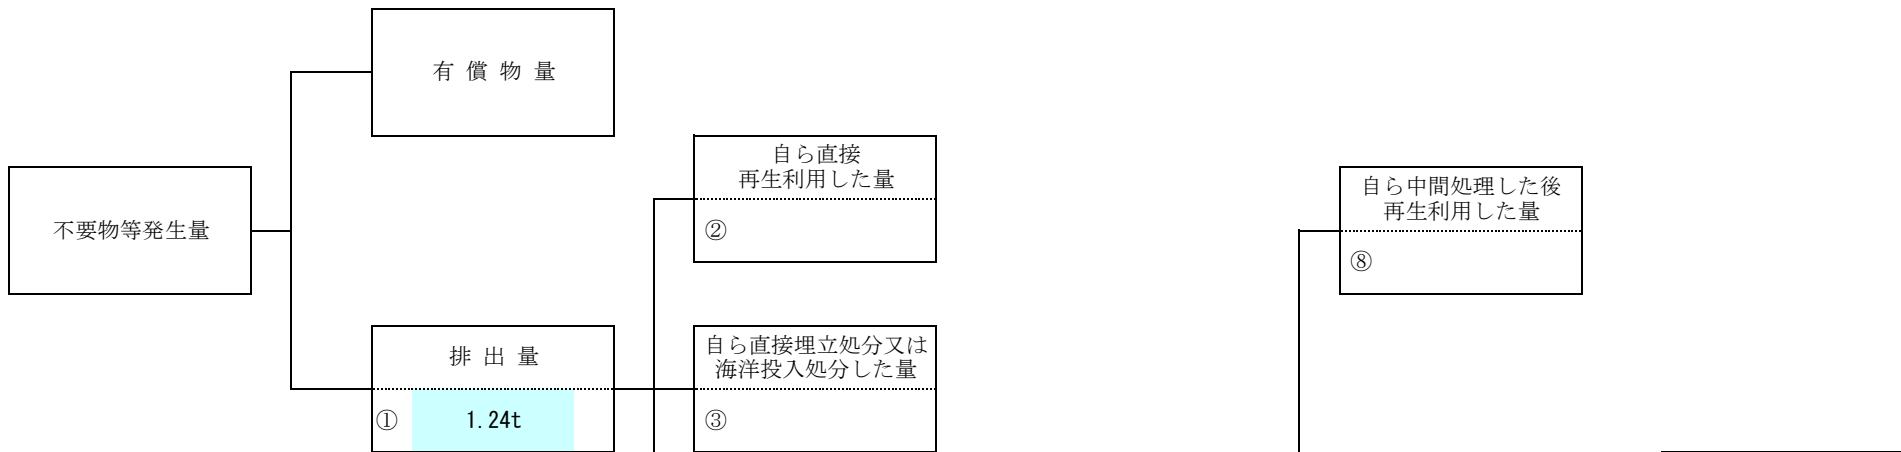 有償物量
自ら直接
再生利用した量
②
自ら中間処理した後
再生利用した量
⑧
不要物等発生量
排出量
① 1.24t
自ら直接埋立処分又は
海洋投入処分した量
③